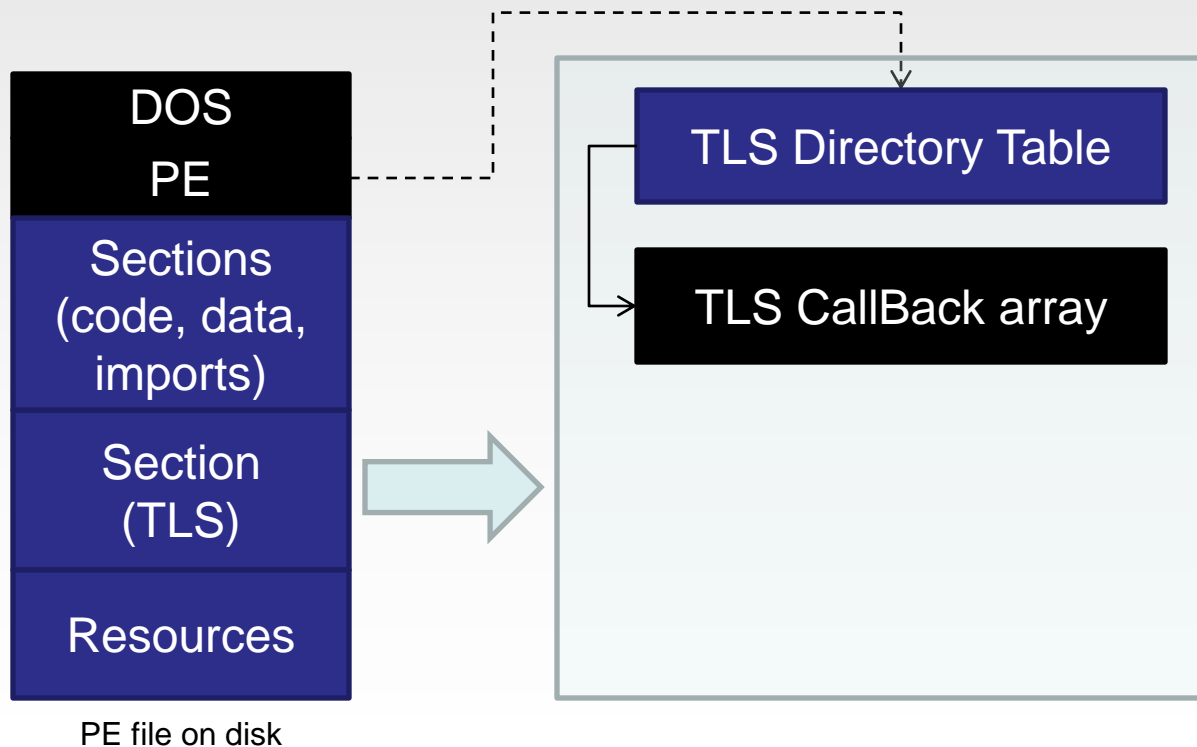 DOS
PE
Sections
(code, data,
imports)
Section
(TLS)
Resources
PE file on disk
TLS Directory Table
TLS CallBack array